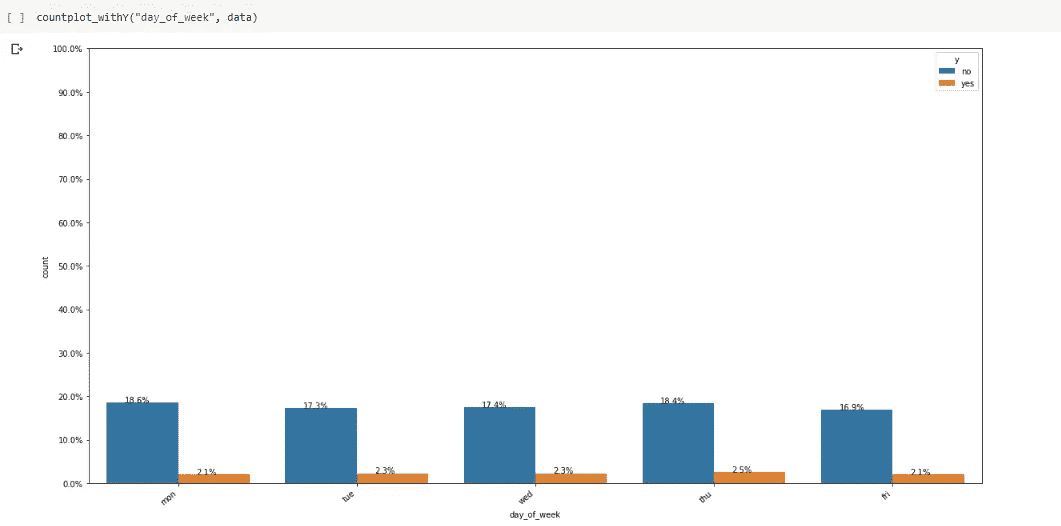 [ ] countplot_withY("day_of_week", data)
100.0%
y
no
yes
90.0%
80.0%
70.0%
60.0%
50.0%
count
40.0%
30.0%
20.0%
18.6% 17.3% 17.4% 18.4% 16.9%
10.0%
2.1% 2.3% 2.3% 2.5% 2.1%
0.0%
mon tue wed thu fri
day_of_week